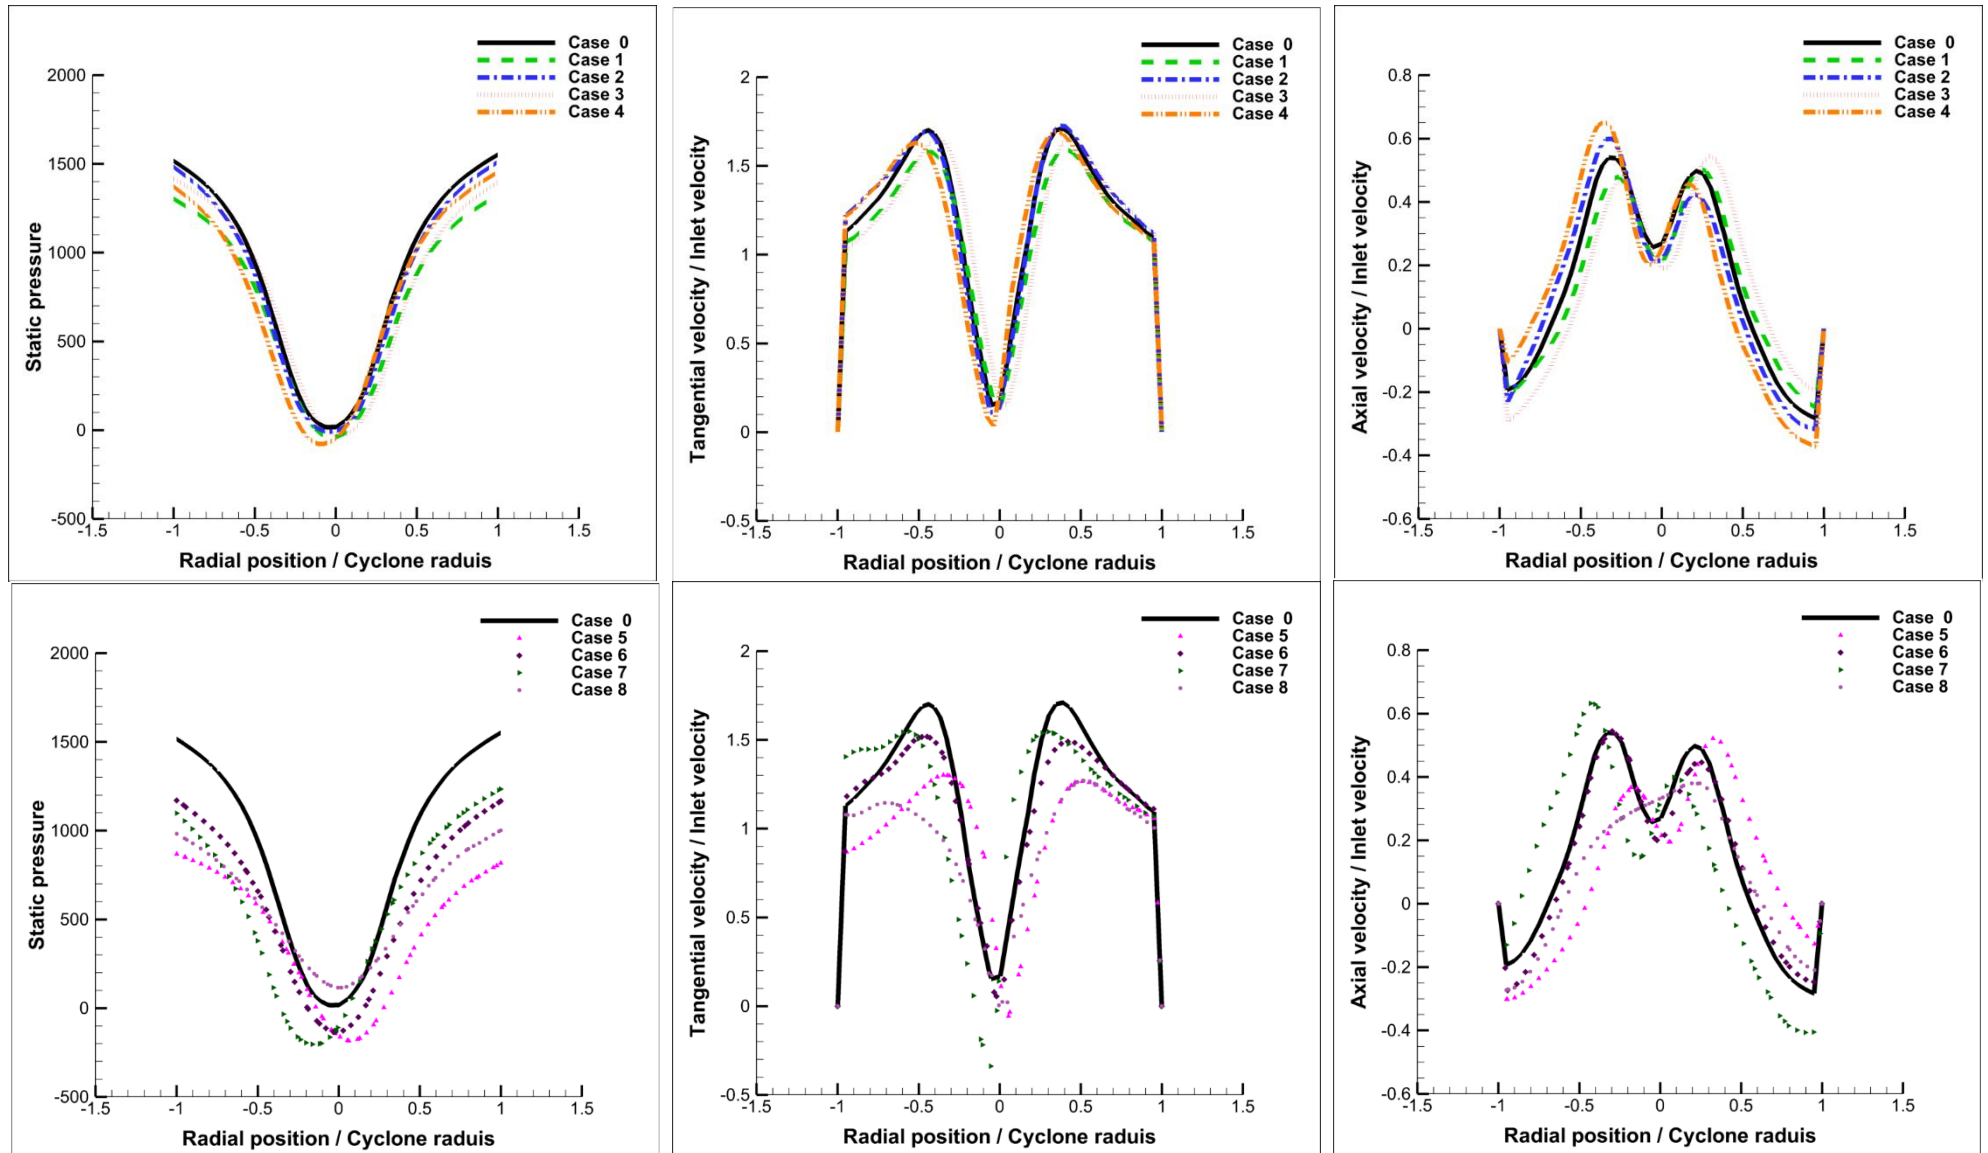 Case 0
Case 1
Case 2
Case 3
Case 4
2000
1500
1000
500
0
-500
-1.5 -1 -0.5 0 0.5 1 1.5
Static pressure
Radial position / Cyclone raduis
Case 0
Case 1
Case 2
Case 3
Case 4
2
1.5
1
0.5
0
-0.5
-1.5 -1 -0.5 0 0.5 1 1.5
Tangential velocity / Inlet velocity
Radial position / Cyclone raduis
Case 0
Case 1
Case 2
Case 3
Case 4
0.8
0.6
0.4
0.2
0
-0.2
-0.4
-0.6
-1.5 -1 -0.5 0 0.5 1 1.5
Axial velocity / Inlet velocity
Radial position / Cyclone raduis
Case 0
Case 5
Case 6
Case 7
Case 8
2000
1500
1000
500
0
-500
-1.5 -1 -0.5 0 0.5 1 1.5
Static pressure
Radial position / Cyclone raduis
Case 0
Case 5
Case 6
Case 7
Case 8
2
1.5
1
0.5
0
-0.5
-1.5 -1 -0.5 0 0.5 1 1.5
Tangential velocity / Inlet velocity
Radial position / Cyclone raduis
Case 0
Case 5
Case 6
Case 7
Case 8
0.8
0.6
0.4
0.2
0
-0.2
-0.4
-0.6
-1.5 -1 -0.5 0 0.5 1 1.5
Axial velocity / Inlet velocity
Radial position / Cyclone raduis